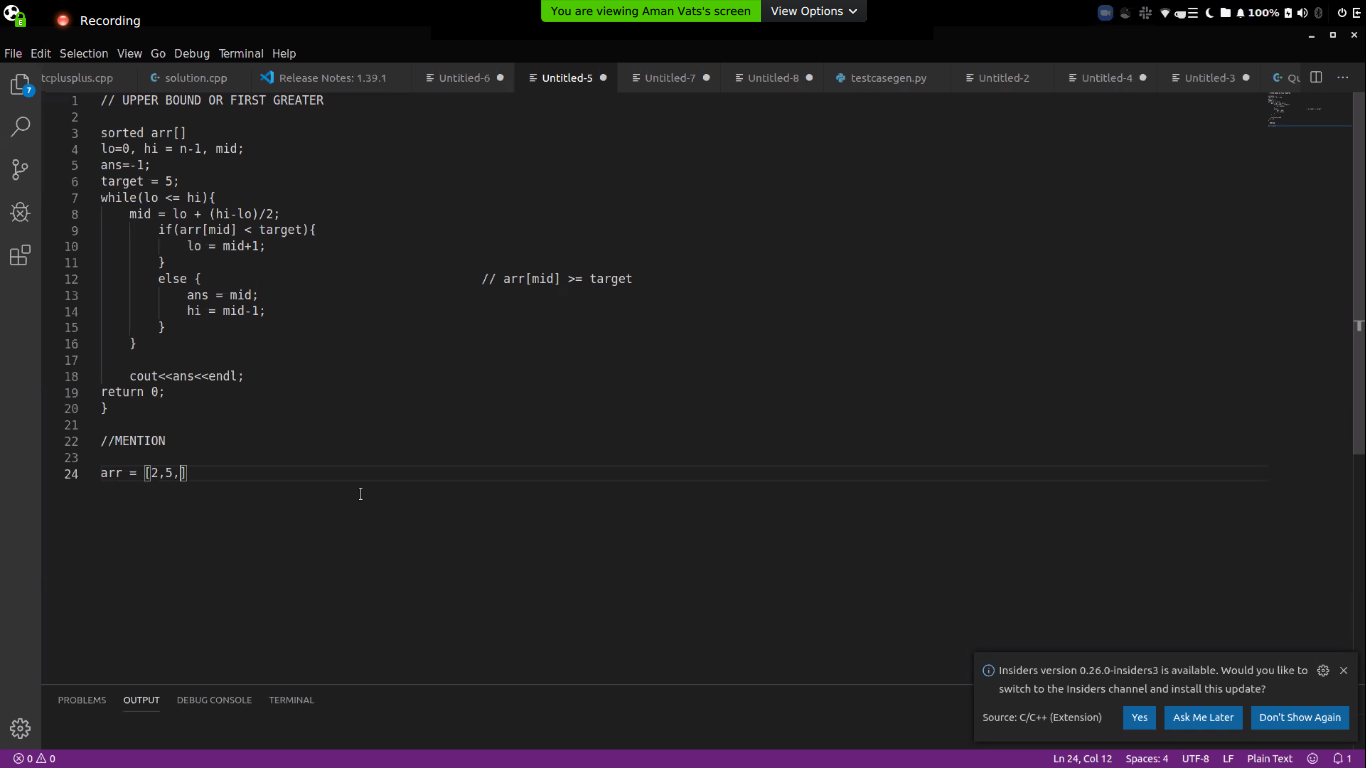 You are viewing Aman Vats's screen View Options
Recording
100%
File Edit Selection View Go Debug Terminal Help
tcplusplus.cpp solution.cpp Release Notes: 1.39.1 Untitled-6 Untitled-5 Untitled-7 Untitled-8 testcasegen.py Untitled-2 Untitled-4 Untitled-3 Qu
7
1 // UPPER BOUND OR FIRST GREATER
2
3 sorted arr[]
4 lo=0, hi = n-1, mid;
5 ans=-1;
6 target = 5;
7 while(lo <= hi){
8 mid = lo + (hi-lo)/2;
9 if(arr[mid] < target){
10 lo = mid+1;
11 }
12 else { // arr[mid] >= target
13 ans = mid;
14 hi = mid-1;
15 }
16 }
17
18 cout<<ans<<endl;
19 return 0;
20 }
21
22 //MENTION
23
24 arr = [2,5,]
Insiders version 0.26.0-insiders3 is available. Would you like to
switch to the Insiders channel and install this update?
Source: C/C++ (Extension) Yes Ask Me Later Don't Show Again
PROBLEMS OUTPUT DEBUG CONSOLE TERMINAL
0 0 Ln 24, Col 12 Spaces: 4 UTF-8 LF Plain Text 1